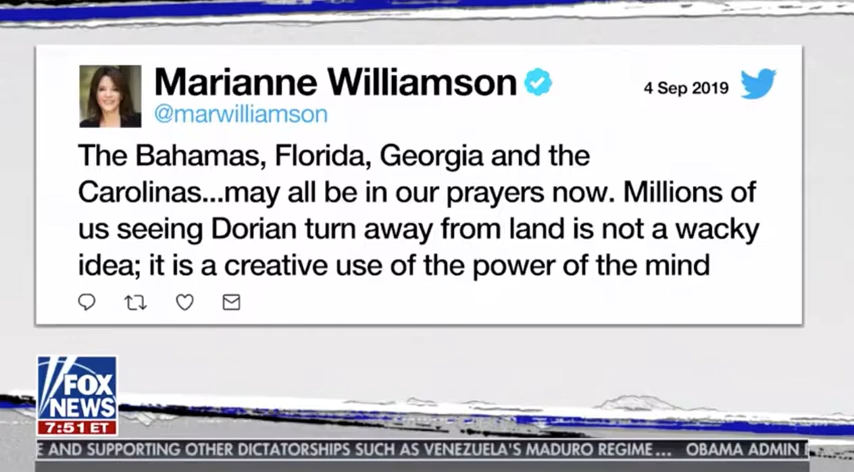 Marianne Williamson
4 Sep 2019
@marwilliamson
The Bahamas, Florida, Georgia and the
Carolinas...may all be in our prayers now. Millions of
us seeing Dorian turn away from land is not a wacky
idea; it is a creative use of the power of the mind
FOX
NEWS
7:51 ET
E AND SUPPORTING OTHER DICTATORSHIPS SUCH AS VENEZUELA'S MADURO REGIME... OBAMA ADMIN